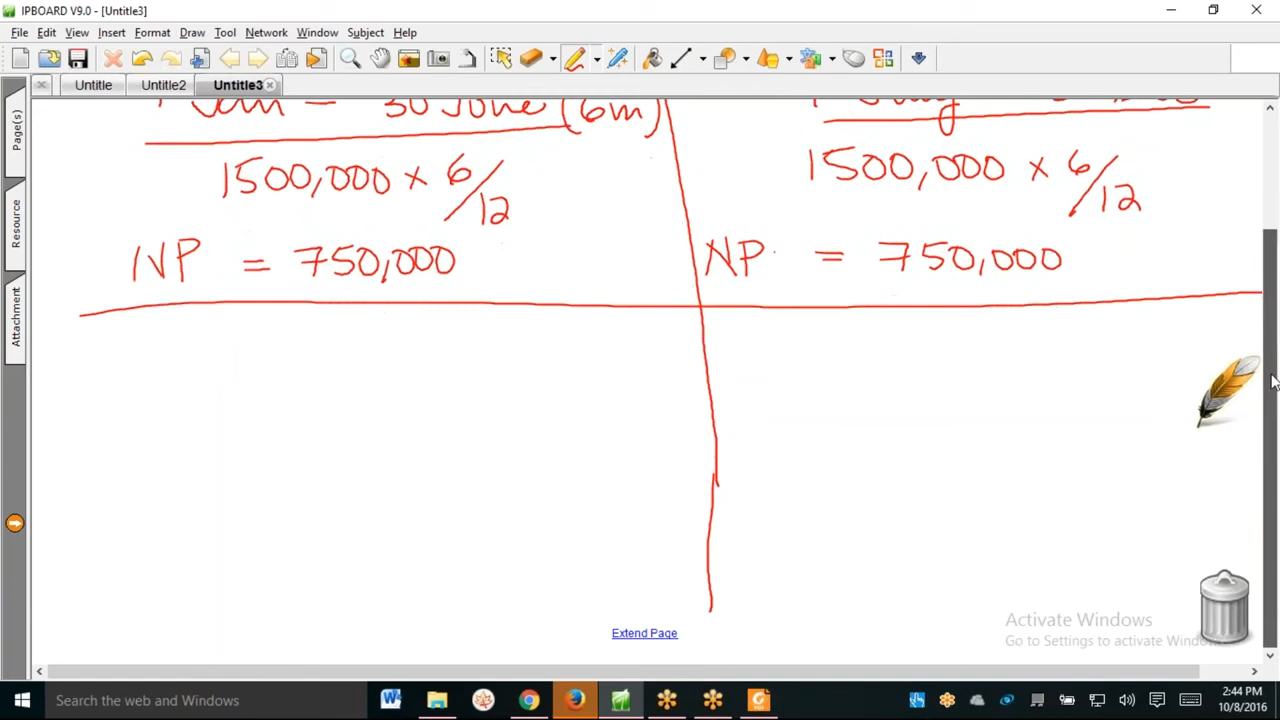 IPBOARD V9.0 - [Untitle3]
File Edit View Insert Format Draw Tool Network Window Subject Help
Untitle Untitle2 Untitle3
Page(s)
Resource
Attachment
30 June (6m)
1500,000 × 6/12
NP = 750,000
1500,000 × 6/12
NP = 750,000
Extend Page
Activate Windows
Go to Settings to activate Windows
Search the web and Windows
2:44 PM
10/8/2016